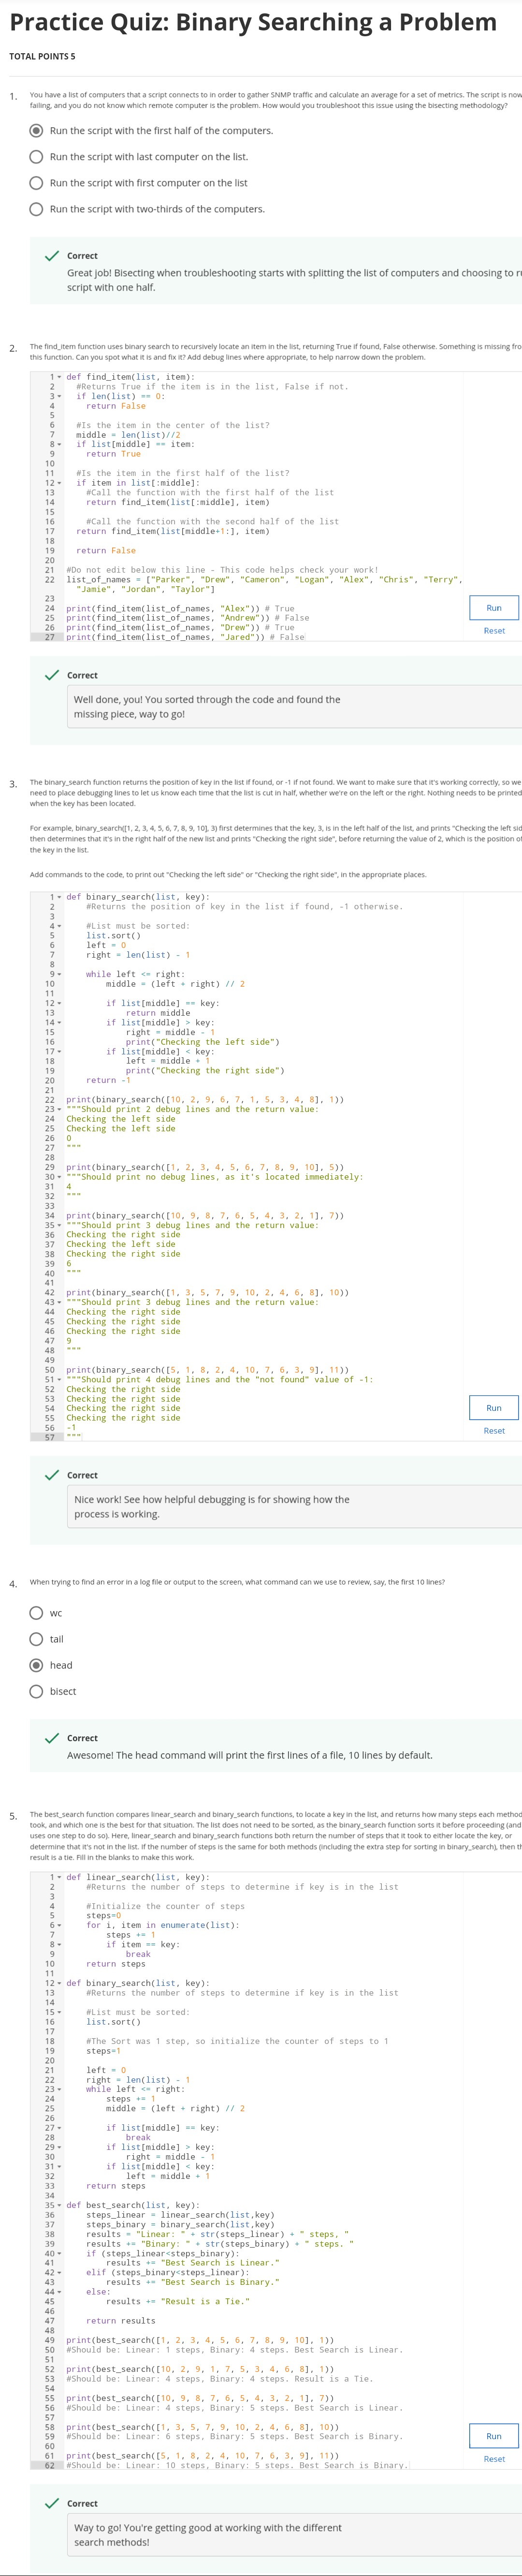 Practice Quiz: Binary Searching a Problem
TOTAL POINTS 5
1. You have a list of computers that a script connects to in order to gather SNMP traffic and calculate an average for a set of metrics. The script is now
failing, and you do not know which remote computer is the problem. How would you troubleshoot this issue using the bisecting methodology?
Run the script with the first half of the computers.
Run the script with last computer on the list.
Run the script with first computer on the list
Run the script with two-thirds of the computers.
Correct
Great job! Bisecting when troubleshooting starts with splitting the list of computers and choosing to
script with one half.
2. The find_item function uses binary search to recursively locate an item in the list, returning True if found, False otherwise. Something is missing
this function. Can you spot what it is and fix it? Add debug lines where appropriate, to help narrow down the problem.
1 def find_item(list, item):
2 #Returns True if the item is in the list, False if not.
3 if len(list) == 0:
4 return False
5
6 #Is the item in the center of the list?
7 middle = len(list)//2
8 if list[middle] == item:
9 return True
10
11 #Is the item in the first half of the list?
12 if item in list[:middle]:
13 #Call the function with the first half of the list
14 return find_item(list[:middle], item)
15
16 #Call the function with the second half of the list
17 return find_item(list[middle+1:], item)
18
19 return False
20
21 #Do not edit below this line - This code helps check your work!
22 list_of_names = ["Parker", "Drew", "Cameron", "Logan", "Alex", "Chris", "Terry",
"Jamie", "Jordan", "Taylor"]
23
24 print(find_item(list_of_names, "Alex")) # True
25 print(find_item(list_of_names, "Andrew")) # False
26 print(find_item(list_of_names, "Drew")) # True
27 print(find_item(list_of_names, "Jared")) # False
Run
Reset
Correct
Well done, you! You sorted through the code and found the
missing piece, way to go!
3. The binary_search function returns the position of key in the list if found, or -1 if not found. We want to make sure that it's working correctly, so we
need to place debugging lines to let us know each time that the list is cut in half, whether we're on the left or the right. Nothing needs to be printed
when the key has been located.
For example, binary_search([1, 2, 3, 4, 5, 6, 7, 8, 9, 10], 3) first determines that the key, 3, is in the left half of the list, and prints "Checking the left
then determines that it's in the right half of the new list and prints "Checking the right side", before returning the value of 2, which is the position
the key in the list.
Add commands to the code, to print out "Checking the left side" or "Checking the right side", in the appropriate places.
1 def binary_search(list, key):
2 #Returns the position of key in the list if found, -1 otherwise.
3
4 #List must be sorted:
5 list.sort()
6 left = 0
7 right = len(list) - 1
8
9 while left <= right:
10 middle = (left + right) // 2
11
12 if list[middle] == key:
13 return middle
14 if list[middle] > key:
15 right = middle - 1
16 print("Checking the left side")
17 if list[middle] < key:
18 left = middle + 1
19 print("Checking the right side")
20 return -1
21
22 print(binary_search([10, 2, 9, 6, 7, 1, 5, 3, 4, 8], 1))
23 """Should print 2 debug lines and the return value:
24 Checking the left side
25 Checking the left side
26 0
27 """
28
29 print(binary_search([1, 2, 3, 4, 5, 6, 7, 8, 9, 10], 5))
30 """Should print no debug lines, as it's located immediately:
31 4
32 """
33
34 print(binary_search([10, 9, 8, 7, 6, 5, 4, 3, 2, 1], 7))
35 """Should print 3 debug lines and the return value:
36 Checking the right side
37 Checking the left side
38 Checking the right side
39 6
40 """
41
42 print(binary_search([1, 3, 5, 7, 9, 10, 2, 4, 6, 8], 10))
43 """Should print 3 debug lines and the return value:
44 Checking the right side
45 Checking the right side
46 Checking the right side
47 9
48 """
49
50 print(binary_search([5, 1, 8, 2, 4, 10, 7, 6, 3, 9], 11))
51 """Should print 4 debug lines and the "not found" value of -1:
52 Checking the right side
53 Checking the right side
54 Checking the right side
55 Checking the right side
56 -1
57 """
Run
Reset
Correct
Nice work! See how helpful debugging is for showing how the
process is working.
4. When trying to find an error in a log file or output to the screen, what command can we use to review, say, the first 10 lines?
wc
tail
head
bisect
Correct
Awesome! The head command will print the first lines of a file, 10 lines by default.
5. The best_search function compares linear_search and binary_search functions, to locate a key in the list, and returns how many steps each method
took, and which one is the best for that situation. The list does not need to be sorted, as the binary_search function sorts it before proceeding (and
uses one step to do so). Here, linear_search and binary_search functions both return the number of steps that it took to either locate the key, or
determine that it's not in the list. If the number of steps is the same for both methods (including the extra step for sorting in binary_search), then
result is a tie. Fill in the blanks to make this work.
1 def linear_search(list, key):
2 #Returns the number of steps to determine if key is in the list
3
4 #Initialize the counter of steps
5 steps=0
6 for i, item in enumerate(list):
7 steps += 1
8 if item == key:
9 break
10 return steps
11
12 def binary_search(list, key):
13 #Returns the number of steps to determine if key is in the list
14
15 #List must be sorted:
16 list.sort()
17
18 #The Sort was 1 step, so initialize the counter of steps to 1
19 steps=1
20
21 left = 0
22 right = len(list) - 1
23 while left <= right:
24 steps += 1
25 middle = (left + right) // 2
26
27 if list[middle] == key:
28 break
29 if list[middle] > key:
30 right = middle - 1
31 if list[middle] < key:
32 left = middle + 1
33 return steps
34
35 def best_search(list, key):
36 steps_linear = linear_search(list,key)
37 steps_binary = binary_search(list,key)
38 results = "Linear: " + str(steps_linear) + " steps, "
39 results += "Binary: " + str(steps_binary) + " steps. "
40 if (steps_linear<steps_binary):
41 results += "Best Search is Linear."
42 elif (steps_binary<steps_linear):
43 results += "Best Search is Binary."
44 else:
45 results += "Result is a Tie."
46
47 return results
48
49 print(best_search([1, 2, 3, 4, 5, 6, 7, 8, 9, 10], 1))
50 #Should be: Linear: 1 steps, Binary: 4 steps. Best Search is Linear.
51
52 print(best_search([10, 2, 9, 1, 7, 5, 3, 4, 6, 8], 1))
53 #Should be: Linear: 4 steps, Binary: 4 steps. Result is a Tie.
54
55 print(best_search([10, 9, 8, 7, 6, 5, 4, 3, 2, 1], 7))
56 #Should be: Linear: 4 steps, Binary: 5 steps. Best Search is Linear.
57
58 print(best_search([1, 3, 5, 7, 9, 10, 2, 4, 6, 8], 10))
59 #Should be: Linear: 6 steps, Binary: 5 steps. Best Search is Binary.
60
61 print(best_search([5, 1, 8, 2, 4, 10, 7, 6, 3, 9], 11))
62 #Should be: Linear: 10 steps, Binary: 5 steps. Best Search is Binary.
Run
Reset
Correct
Way to go! You're getting good at working with the different
search methods!